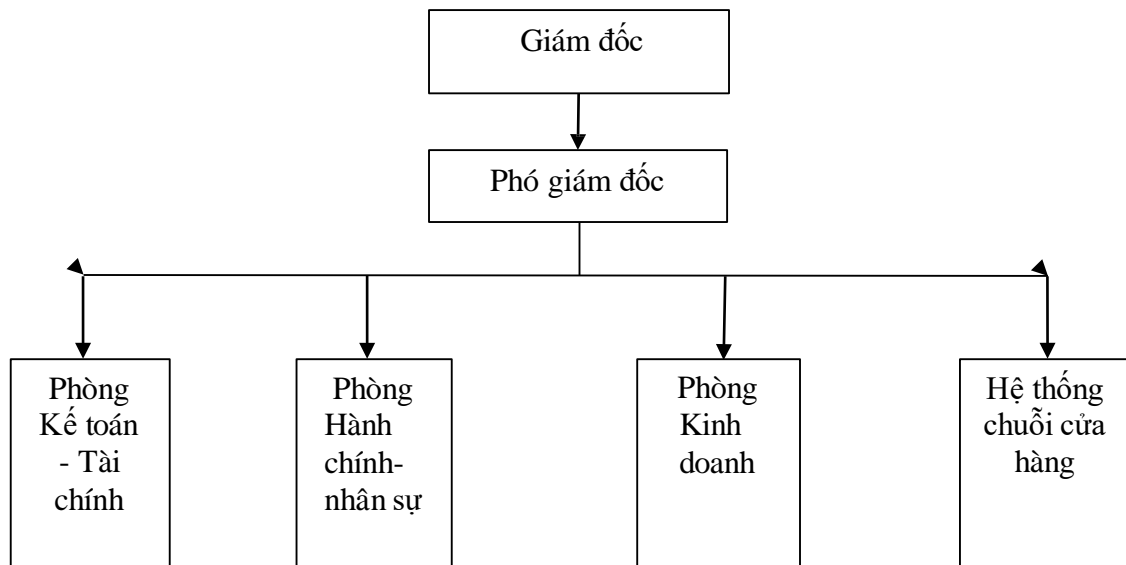 Giám đốc
Phó giám đốc
Phòng
Kế toán
- Tài
chính
Phòng
Hành
chính-
nhân sự
Phòng
Kinh
doanh
Hệ thống
chuỗi cửa
hàng